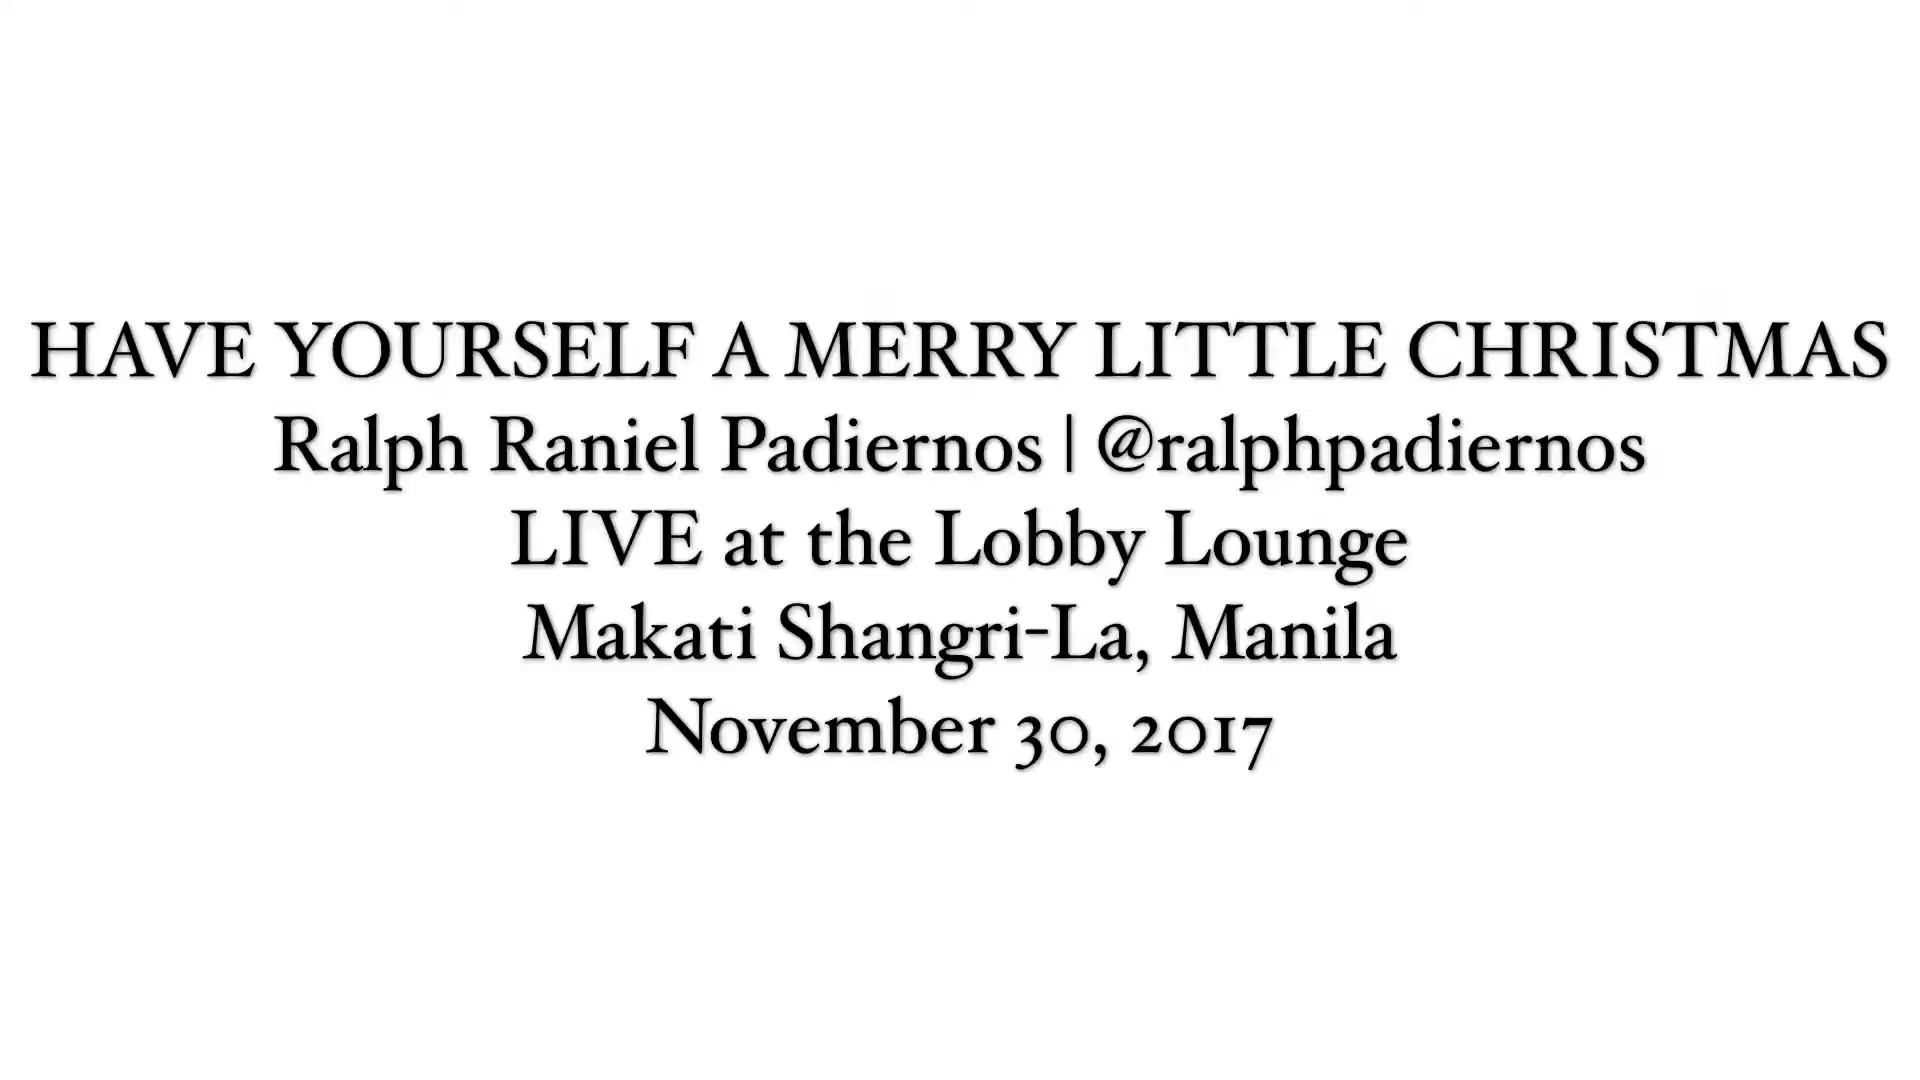 HAVE YOURSELF A MERRY LITTLE CHRISTMAS
Ralph Raniel Padiernos | @ralphpadiernos
LIVE at the Lobby Lounge
Makati Shangri-La, Manila
November 30, 2017